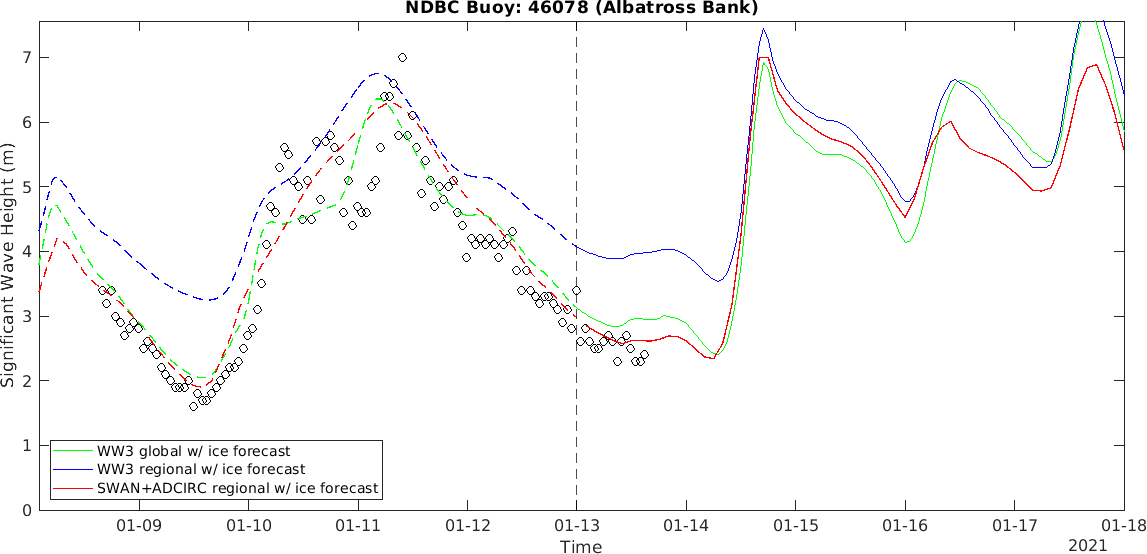 NDBC Buoy: 46078 (Albatross Bank)
Significant Wave Height (m)
7
6
5
4
3
2
1
0
WW3 global w/ ice forecast
WW3 regional w/ ice forecast
SWAN+ADCIRC regional w/ ice forecast
01-09 01-10 01-11 01-12 01-13 01-14 01-15 01-16 01-17 01-18
Time
2021